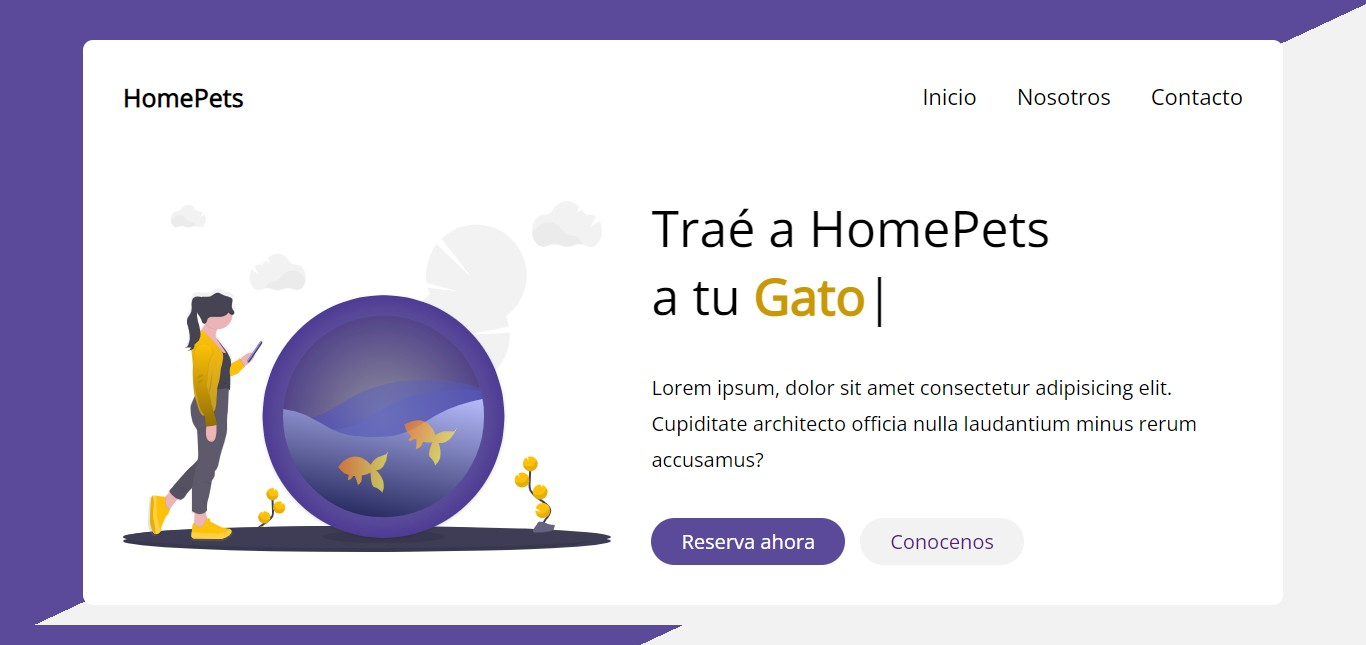 HomePets
Inicio Nosotros Contacto
Traé a HomePets
a tu Gato|
Lorem ipsum, dolor sit amet consectetur adipisicing elit.
Cupiditate architecto officia nulla laudantium minus rerum
accusamus?
Reserva ahora Conocenos